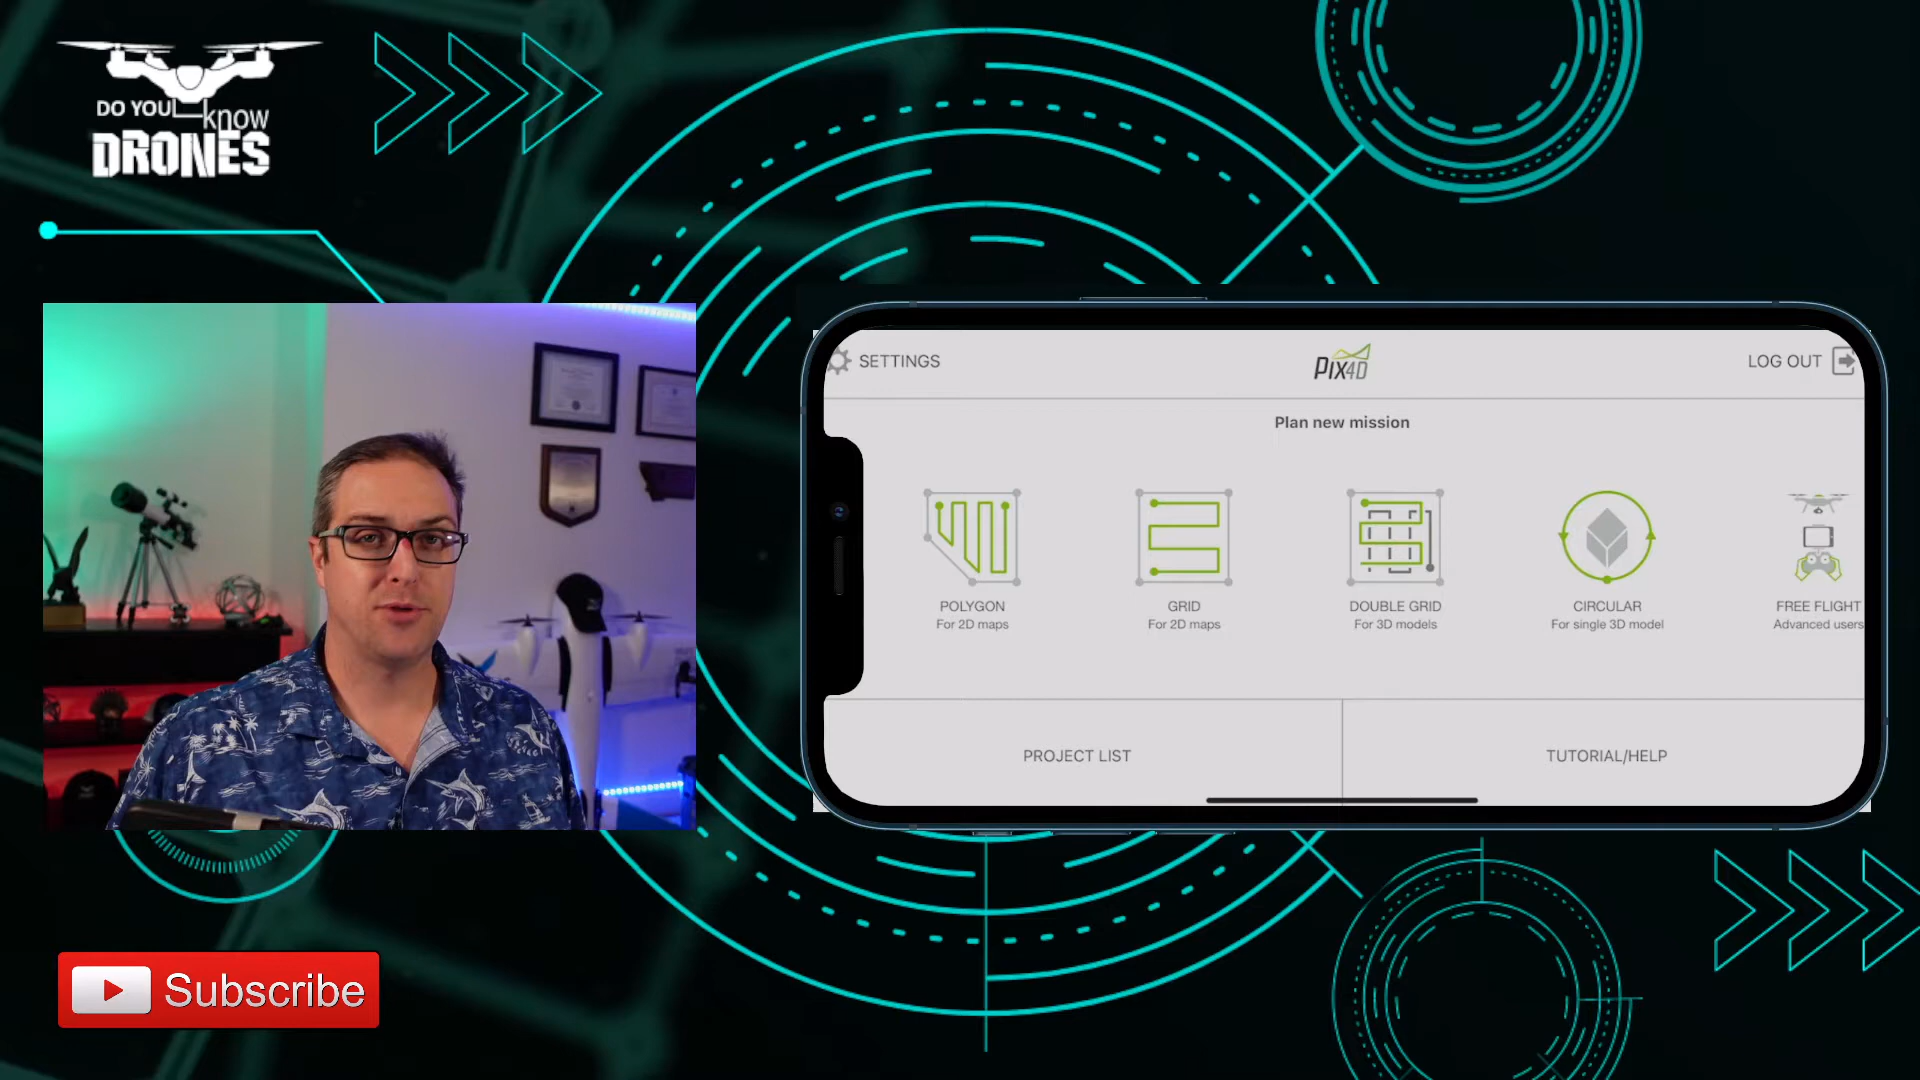 DO YOU know
DRONES
SETTINGS
PIX4D
LOG OUT
Plan new mission
POLYGON
For 2D maps
GRID
For 2D maps
DOUBLE GRID
For 3D models
CIRCULAR
For single 3D model
FREE FLIGHT
Advanced users
PROJECT LIST
TUTORIAL/HELP
Subscribe